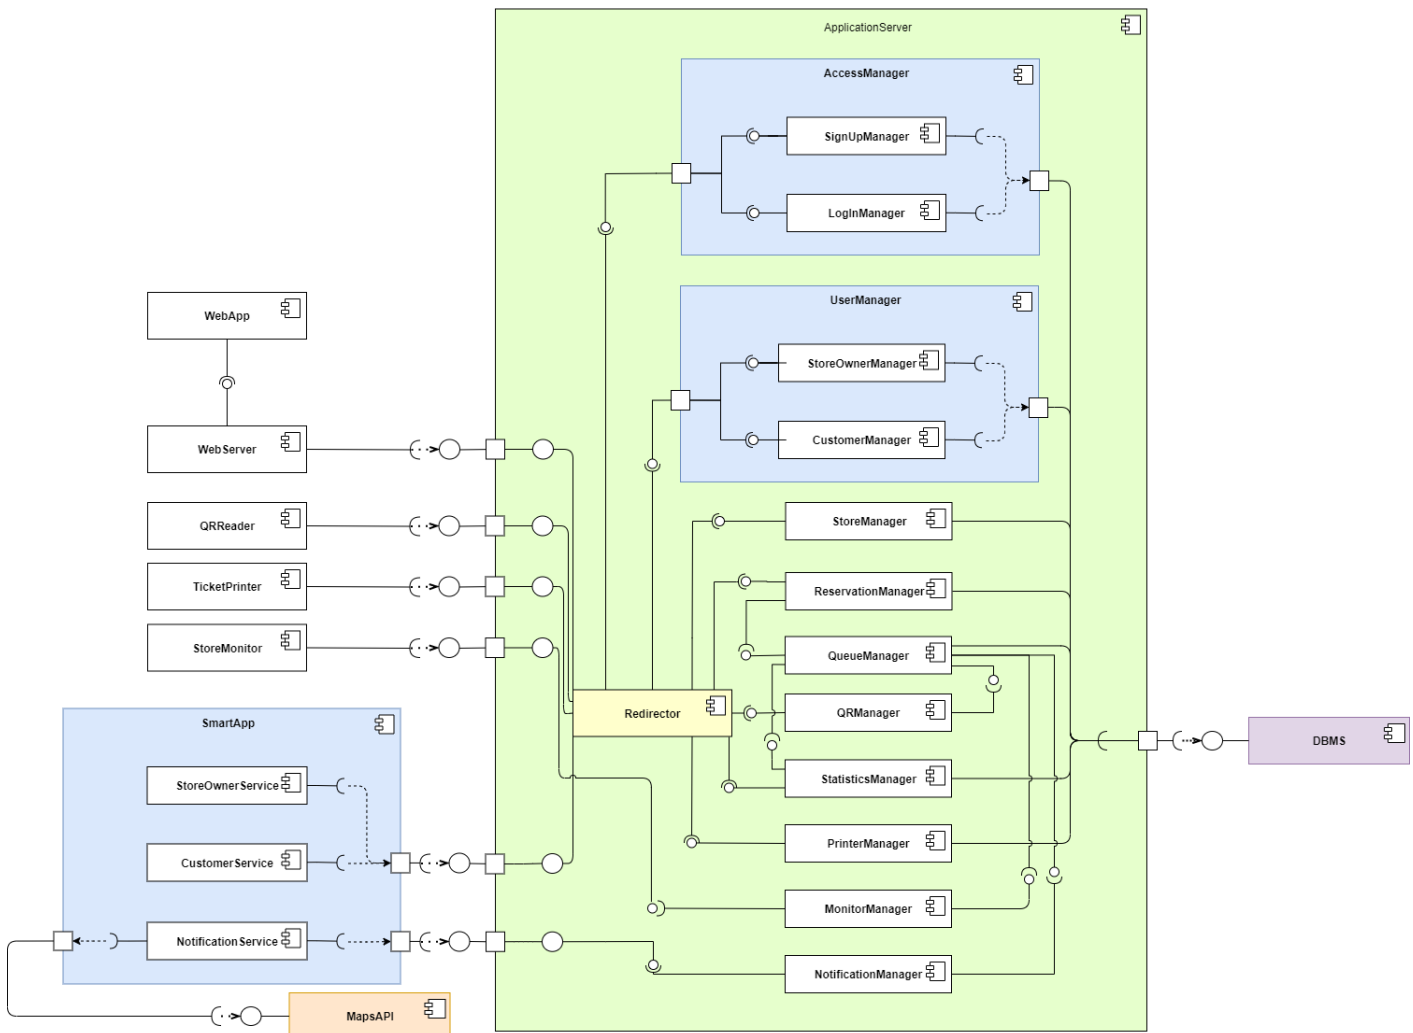 ApplicationServer
AccessManager
SignUpManager
LogInManager
UserManager
StoreOwnerManager
CustomerManager
WebApp
WebServer
QRReader
TicketPrinter
StoreMonitor
StoreManager
ReservationManager
QueueManager
QRManager
StatisticsManager
PrinterManager
MonitorManager
NotificationManager
Redirector
SmartApp
StoreOwnerService
CustomerService
NotificationService
MapsAPI
DBMS